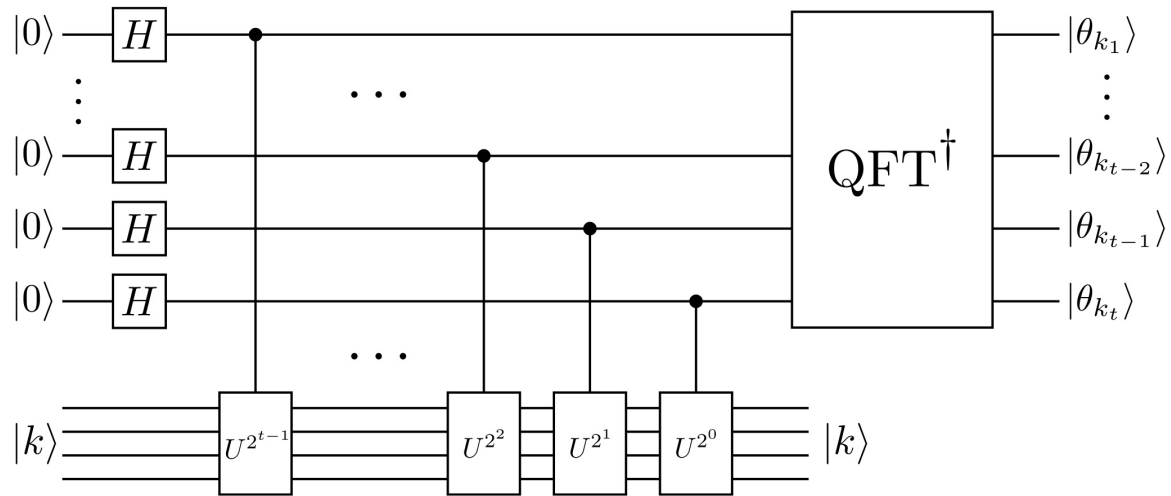 |0⟩ H |θ_{k_1}⟩
⋮ ⋯ ⋮
|0⟩ H QFT^† |θ_{k_{t−2}}⟩
|0⟩ H |θ_{k_{t−1}}⟩
|0⟩ H |θ_{k_t}⟩
⋯
|k⟩ U^{2^{t−1}} U^{2^2} U^{2^1} U^{2^0} |k⟩